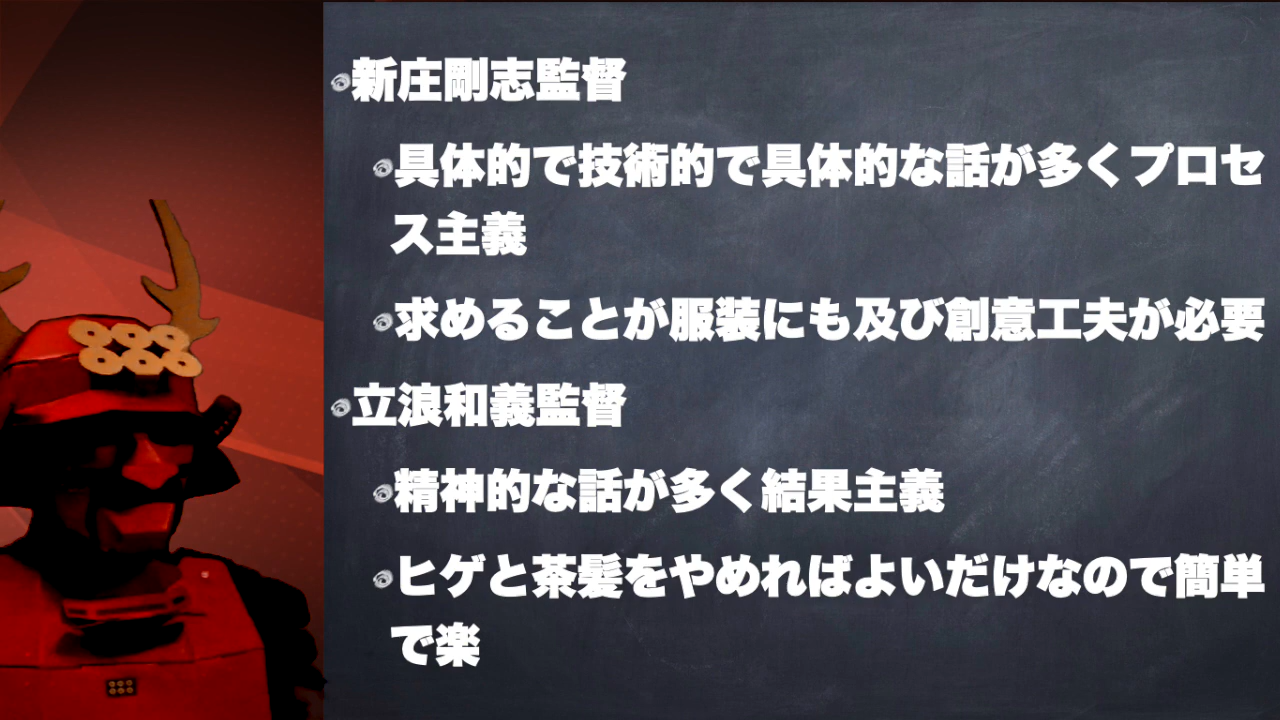 新庄剛志監督
具体的で技術的で具体的な話が多くプロセ
ス主義
求めることが服装にも及び創意工夫が必要
立浪和義監督
精神的な話が多く結果主義
ヒゲと茶髪をやめればよいだけなので簡単
で楽